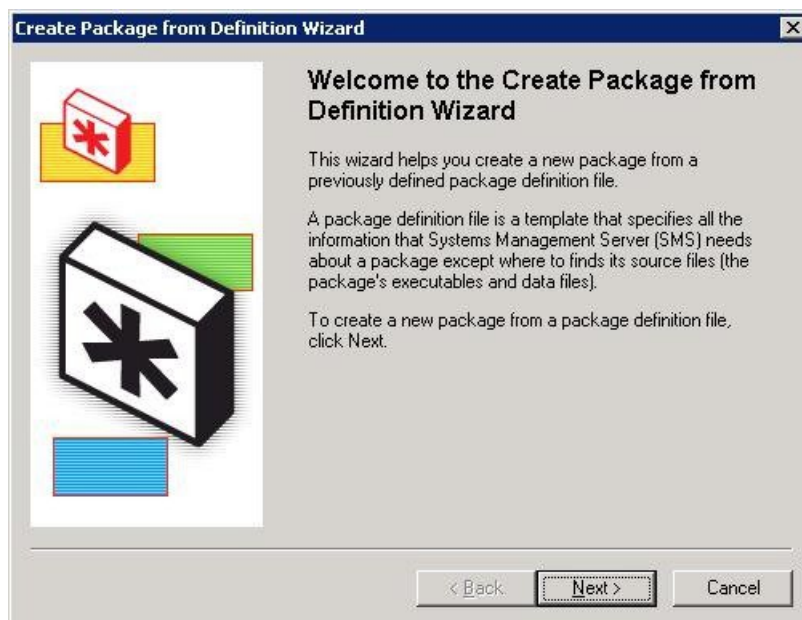 Create Package from Definition Wizard
Welcome to the Create Package from
Definition Wizard
This wizard helps you create a new package from a
previously defined package definition file.
A package definition file is a template that specifies all the
information that Systems Management Server (SMS) needs
about a package except where to finds its source files (the
package's executables and data files).
To create a new package from a package definition file,
click Next.
< Back
Next >
Cancel